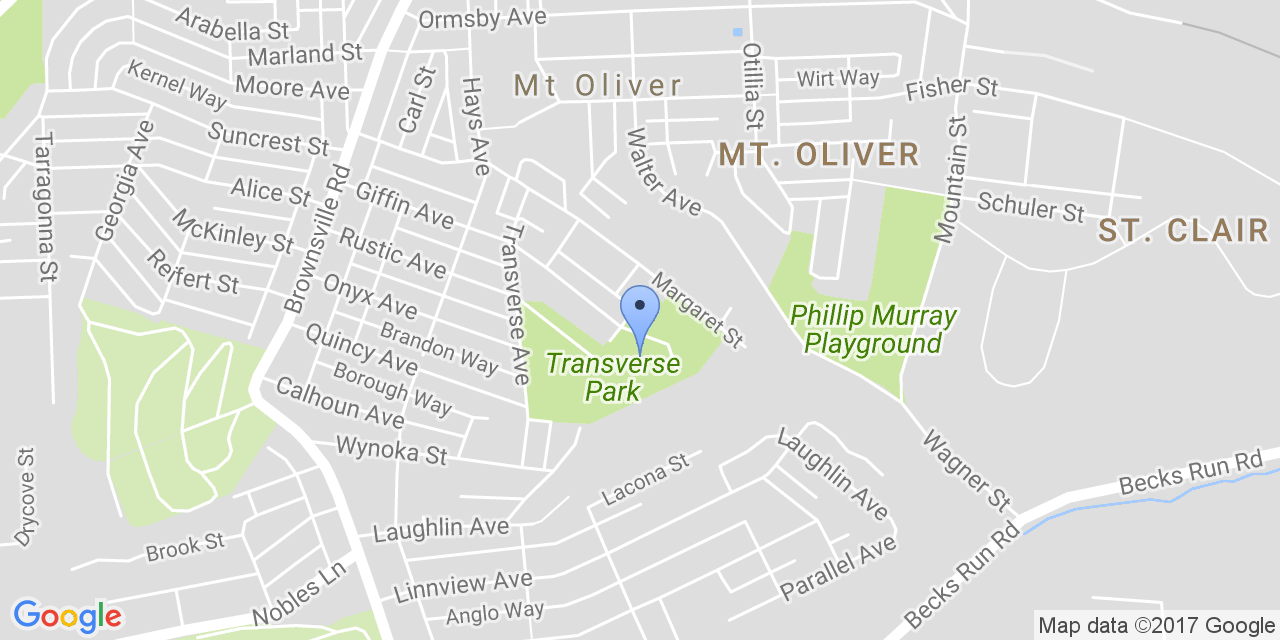 Ormsby Ave
Arabella St
Marland St
Moore Ave
Kernel Way
Carl St
Hays Ave
Mt Oliver
Otillia St
Wirt Way
Fisher St
Suncrest St
Tarragonna St
Georgia Ave
Walter Ave
MT. OLIVER
Mountain St
Alice St
Giffin Ave
Schuler St
ST. CLAIR
McKinley St
Brownsville Rd
Rustic Ave
Transverse Ave
Reifert St
Onyx Ave
Margaret St
Phillip Murray
Playground
Quincy Ave
Brandon Way
Transverse
Park
Borough Way
Calhoun Ave
Wynoka St
Lacona St
Laughlin Ave
Wagner St
Becks Run Rd
Drycove St
Laughlin Ave
Brook St
Parallel Ave
Becks Run Rd
Nobles Ln
Linnview Ave
Anglo Way
Google
Map data ©2017 Google